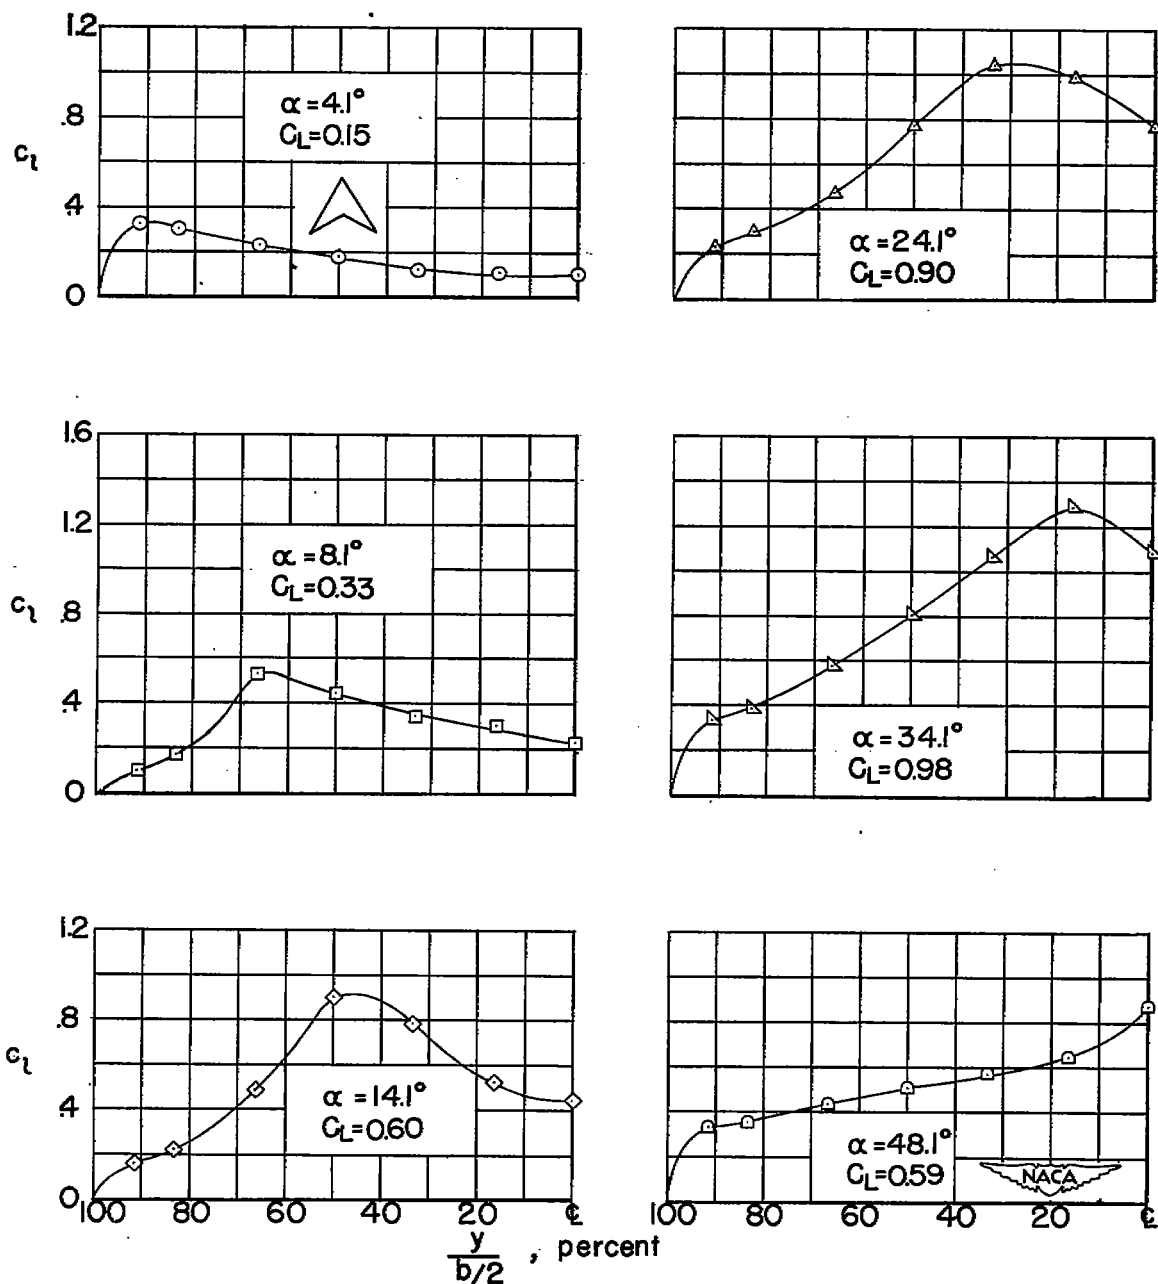 1.2
.8
.4
0
c_l
α = 4.1°
C_L = 0.15
α = 24.1°
C_L = 0.90
1.6
1.2
.8
.4
0
c_l
α = 8.1°
C_L = 0.33
α = 34.1°
C_L = 0.98
1.2
.8
.4
0
c_l
α = 14.1°
C_L = 0.60
α = 48.1°
C_L = 0.59
NACA
100 80 60 40 20 ℄
100 80 60 40 20 ℄
y
b/2 , percent